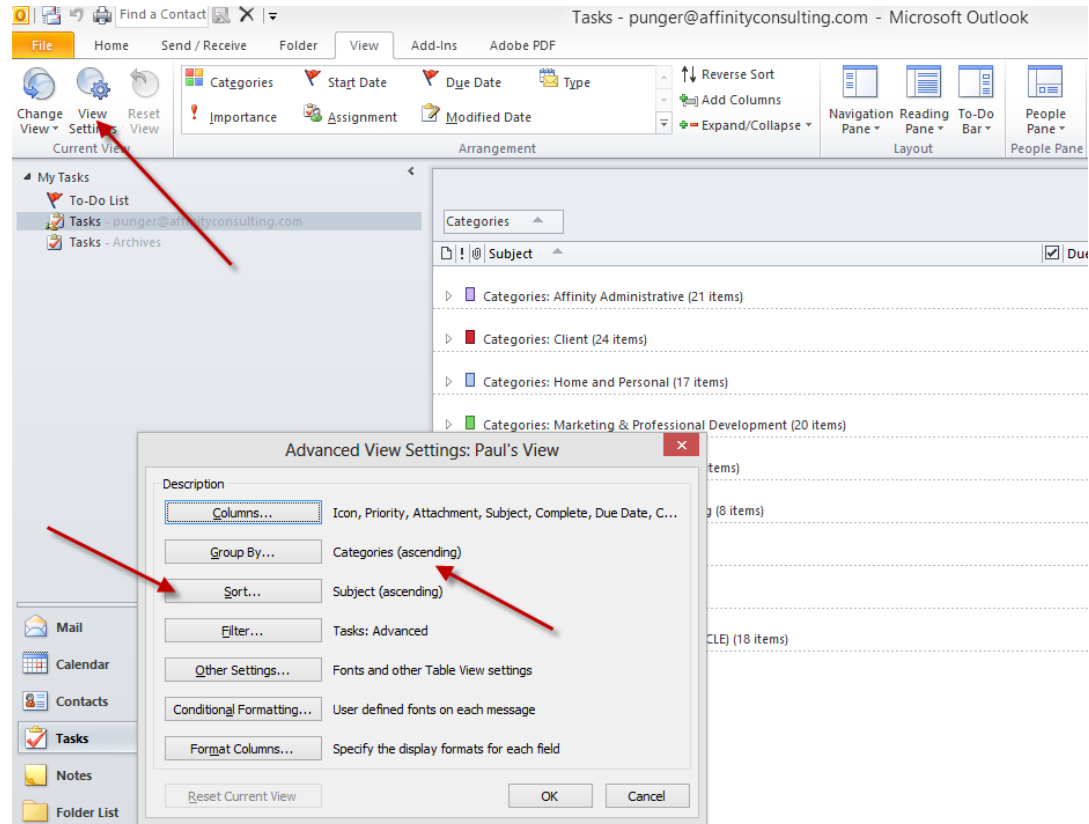 Find a Contact
Tasks - punger@affinityconsulting.com - Microsoft Outlook
File Home Send / Receive Folder View Add-Ins Adobe PDF
Categories Start Date Due Date Type
Reverse Sort
Add Columns
Importance Assignment Modified Date
Expand/Collapse
Change View View Settings Reset View
Navigation Pane Reading Pane To-Do Bar People Pane
Current View Arrangement Layout People Pane
My Tasks
To-Do List
Tasks - punger@affinityconsulting.com
Tasks - Archives
Categories
! Subject Due
Categories: Affinity Administrative (21 items)
Categories: Client (24 items)
Categories: Home and Personal (17 items)
Categories: Marketing & Professional Development (20 items)
tems)
g (8 items)
CLE) (18 items)
Advanced View Settings: Paul's View
Description
Columns... Icon, Priority, Attachment, Subject, Complete, Due Date, C...
Group By... Categories (ascending)
Sort... Subject (ascending)
Filter... Tasks: Advanced
Other Settings... Fonts and other Table View settings
Conditional Formatting... User defined fonts on each message
Format Columns... Specify the display formats for each field
Reset Current View OK Cancel
Mail
Calendar
Contacts
Tasks
Notes
Folder List